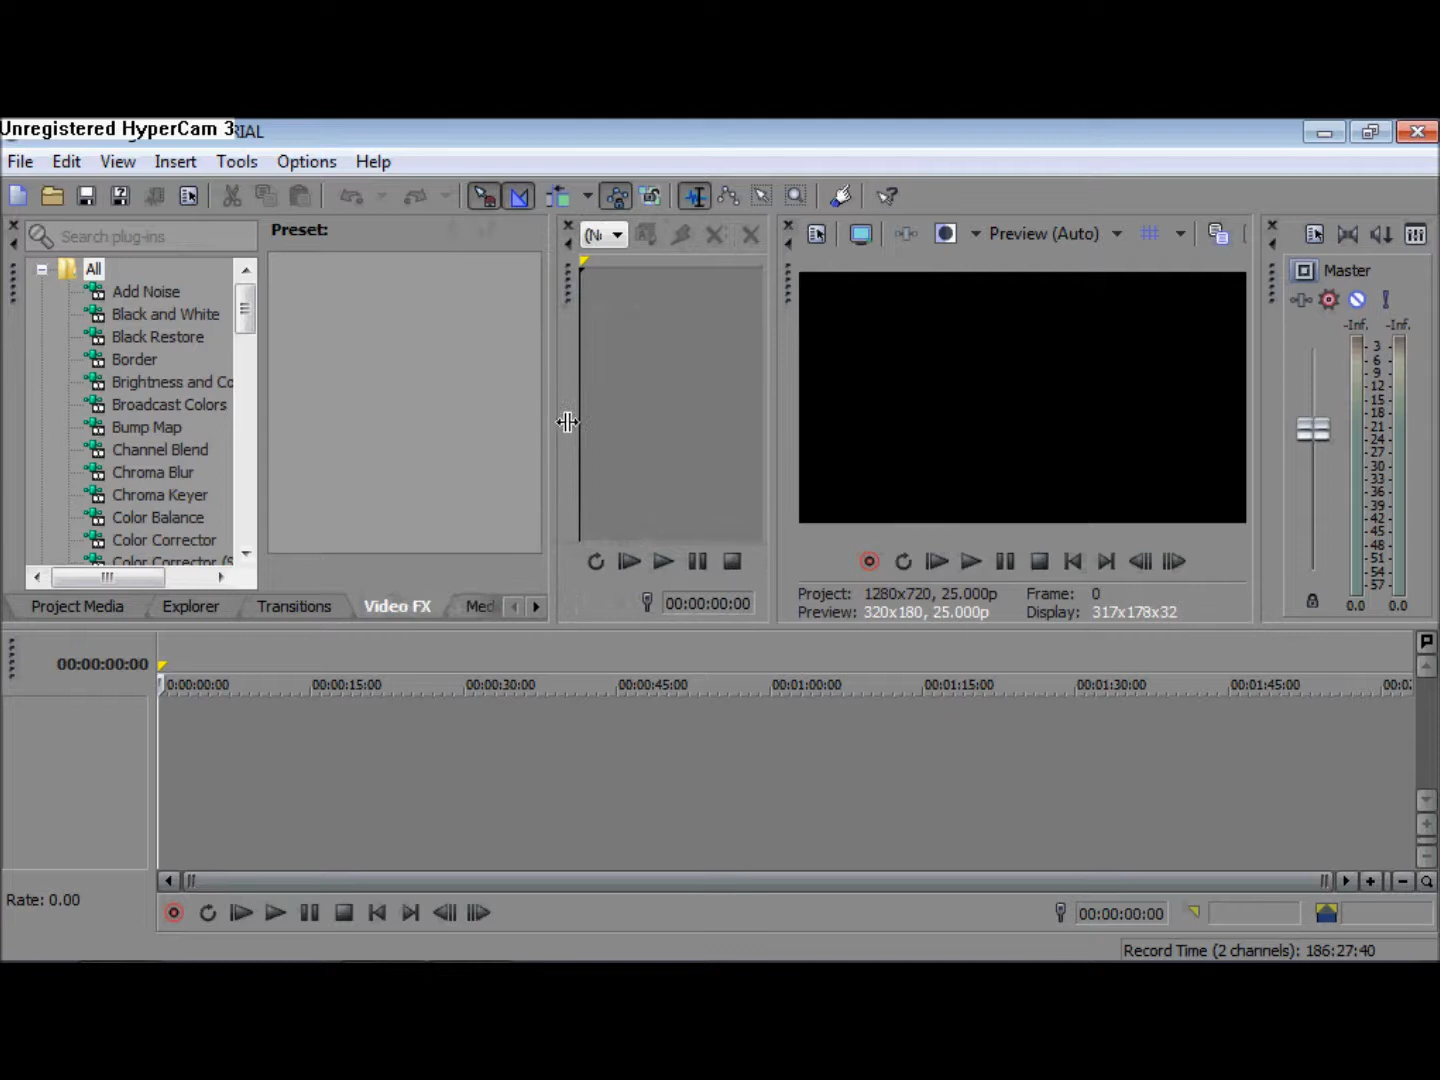 Unregistered HyperCam 3
RIAL
File Edit View Insert Tools Options Help
Search plug-ins
Preset:
Preview (Auto)
All
Add Noise
Black and White
Black Restore
Border
Brightness and Co
Broadcast Colors
Bump Map
Channel Blend
Chroma Blur
Chroma Keyer
Color Balance
Color Corrector
Color Corrector (S
Master
-Inf. -Inf.
3
6
9
12
15
18
21
24
27
30
33
36
39
42
45
48
51
54
57
0.0 0.0
Project Media Explorer Transitions Video FX Med
00:00:00:00
Project: 1280x720, 25.000p Frame: 0
Preview: 320x180, 25.000p Display: 317x178x32
00:00:00:00
0:00:00:00 00:00:15:00 00:00:30:00 00:00:45:00 00:01:00:00 00:01:15:00 00:01:30:00 00:01:45:00 00:0
Rate: 0.00
00:00:00:00
Record Time (2 channels): 186:27:40